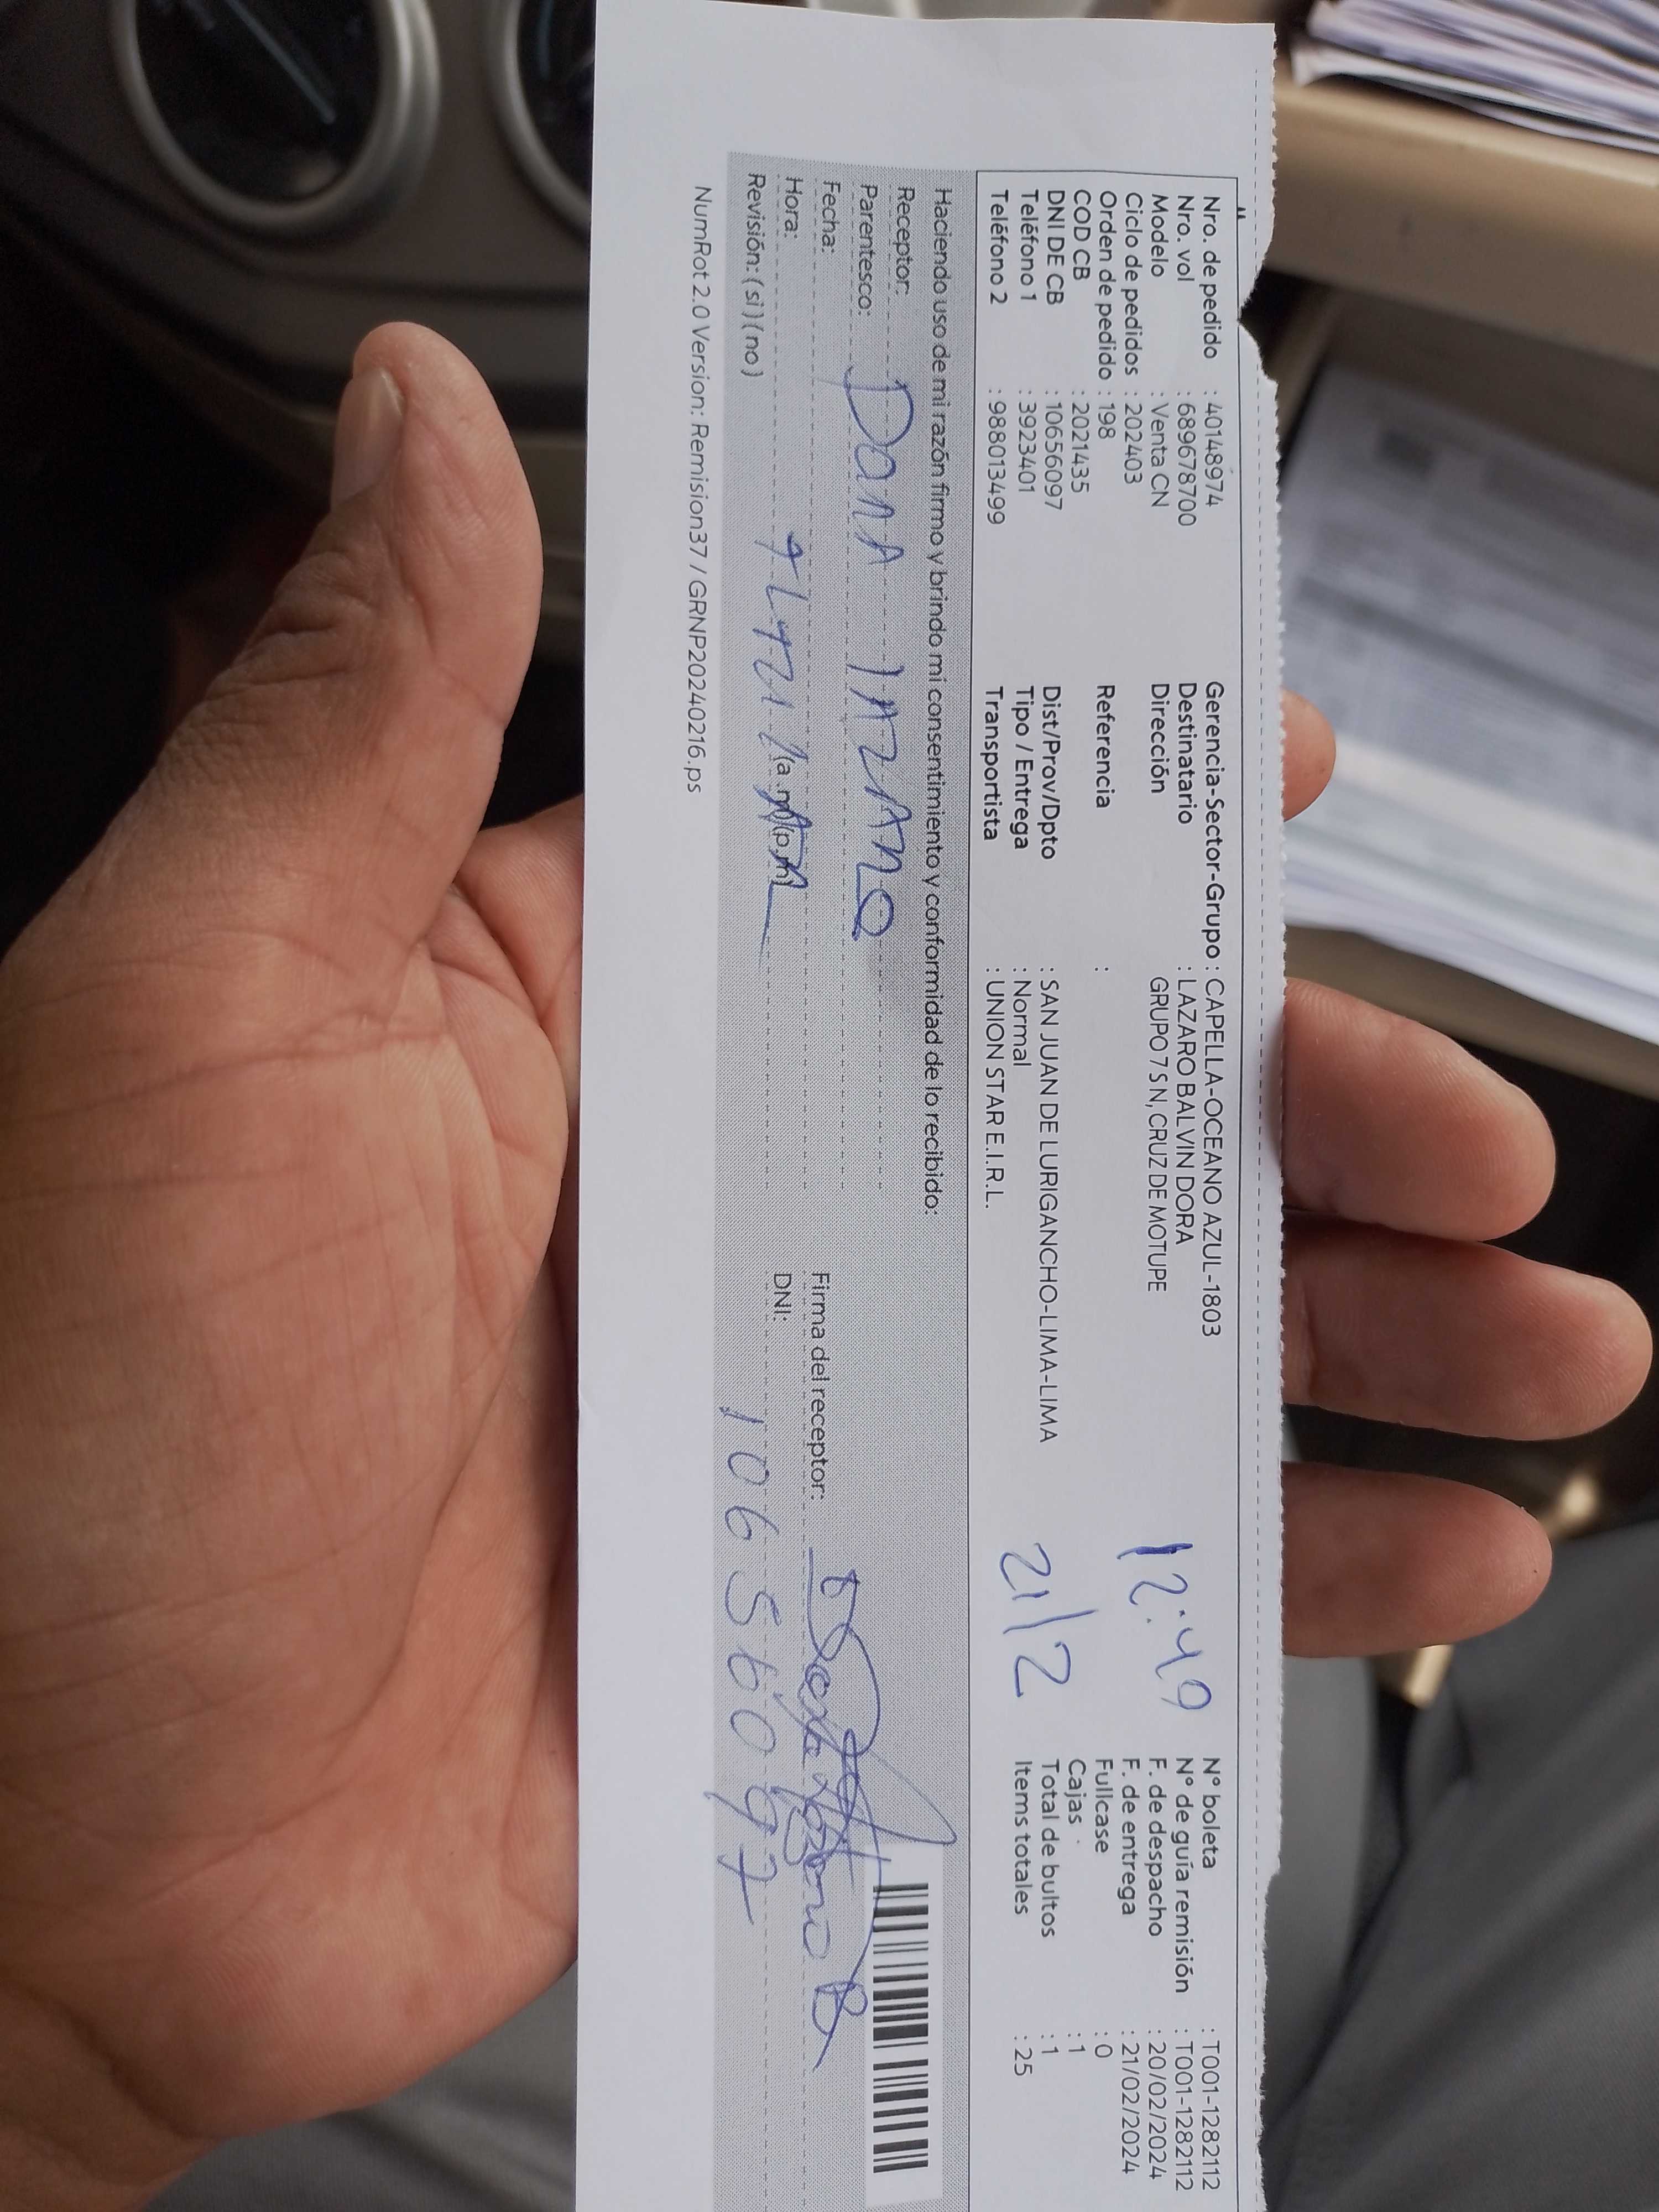 Nro. de pedido : 40148974
Nro. vol : 689678700
Modelo : Venta CN
Ciclo de pedidos : 202403
Orden de pedido : 198
COD CB : 2021435
DNI DE CB : 10656097
Teléfono 1 : 3923401
Teléfono 2 : 988013499
Gerencia-Sector-Grupo : CAPELLA-OCEANO AZUL-1803
Destinatario : LAZARO BALVIN DORA
Dirección GRUPO 7 S N, CRUZ DE MOTUPE
Referencia :
Dist/Prov/Dpto : SAN JUAN DE LURIGANCHO-LIMA-LIMA
Tipo / Entrega : Normal
Transportista : UNION STAR E.I.R.L.
12:49
21/2
N° boleta : T001-1282112
N° de guía remisión : T001-1282112
F. de despacho : 20/02/2024
F. de entrega : 21/02/2024
Fullcase : 0
Cajas : 1
Total de bultos : 1
Items totales : 25
Haciendo uso de mi razón firmo y brindo mi consentimiento y conformidad de lo recibido:
Receptor:
Parentesco:
Fecha:
Hora: (a.m)(p.m)
Revisión: ( si ) ( no )
Firma del receptor:
DNI: 10656097
NumRot 2.0 Version: Remision37 / GRNP20240216.ps